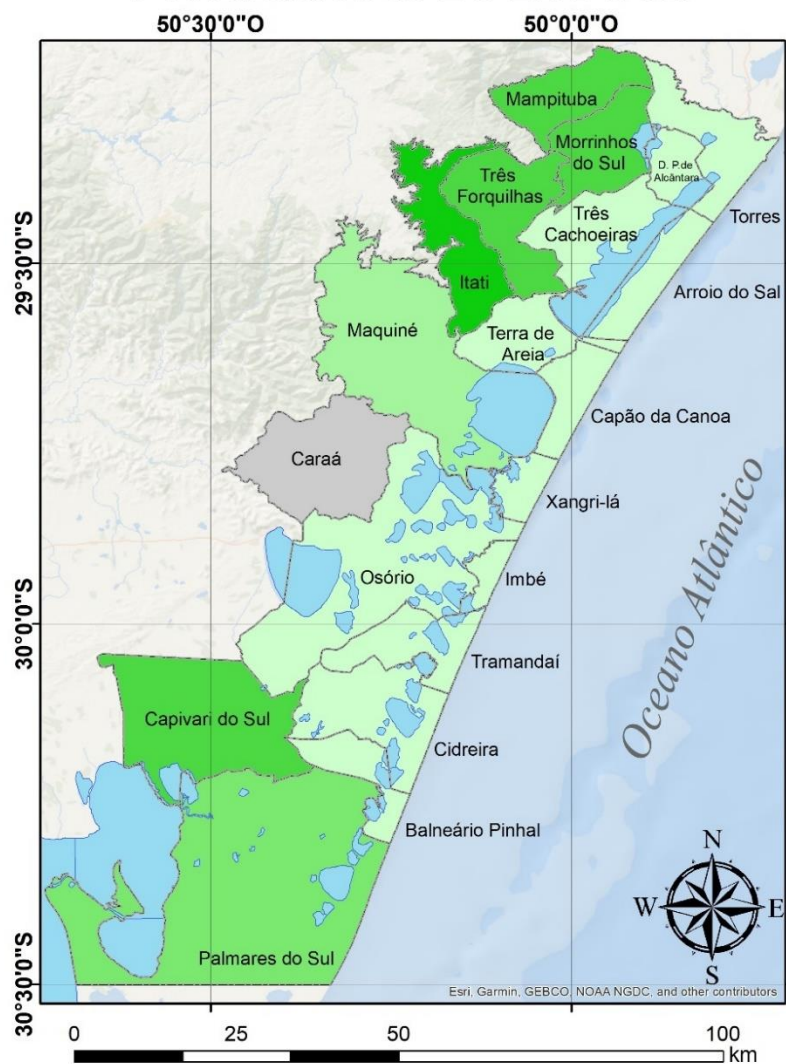 50°30'0"O
50°0'0"O
Mampituba
Morrinhos
do Sul
D. P. de
Alcântara
Três
Forquilhas
Três
Cachoeiras
Torres
29°30'0"S
Itati
Arroio do Sal
Maquiné
Terra de
Areia
Capão da Canoa
Caraá
Xangri-lá
Osório
Imbé
30°0'0"S
Tramandaí
Capivari do Sul
Cidreira
Balneário Pinhal
Oceano Atlântico
N
W
E
S
Palmares do Sul
30°30'0"S
Esri, Garmin, GEBCO, NOAA NGDC, and other contributors
0
25
50
100
km